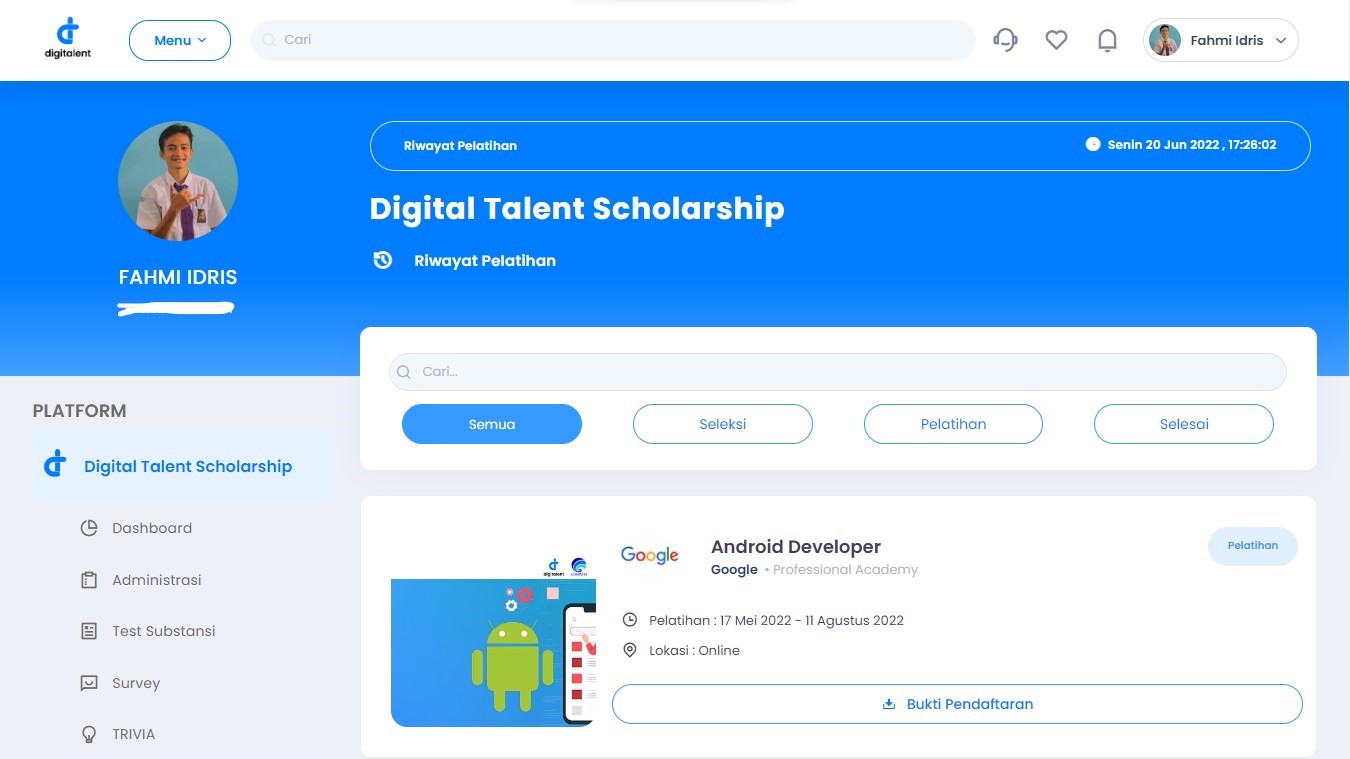 digitalent
Menu
Cari
Fahmi Idris
Riwayat Pelatihan
Senin 20 Jun 2022 , 17:26:02
Digital Talent Scholarship
Riwayat Pelatihan
FAHMI IDRIS
Cari...
Semua
Seleksi
Pelatihan
Selesai
PLATFORM
Digital Talent Scholarship
Dashboard
Administrasi
Test Substansi
Survey
TRIVIA
digitalent
Google
Android Developer
Google • Professional Academy
Pelatihan
Pelatihan : 17 Mei 2022 - 11 Agustus 2022
Lokasi : Online
Bukti Pendaftaran